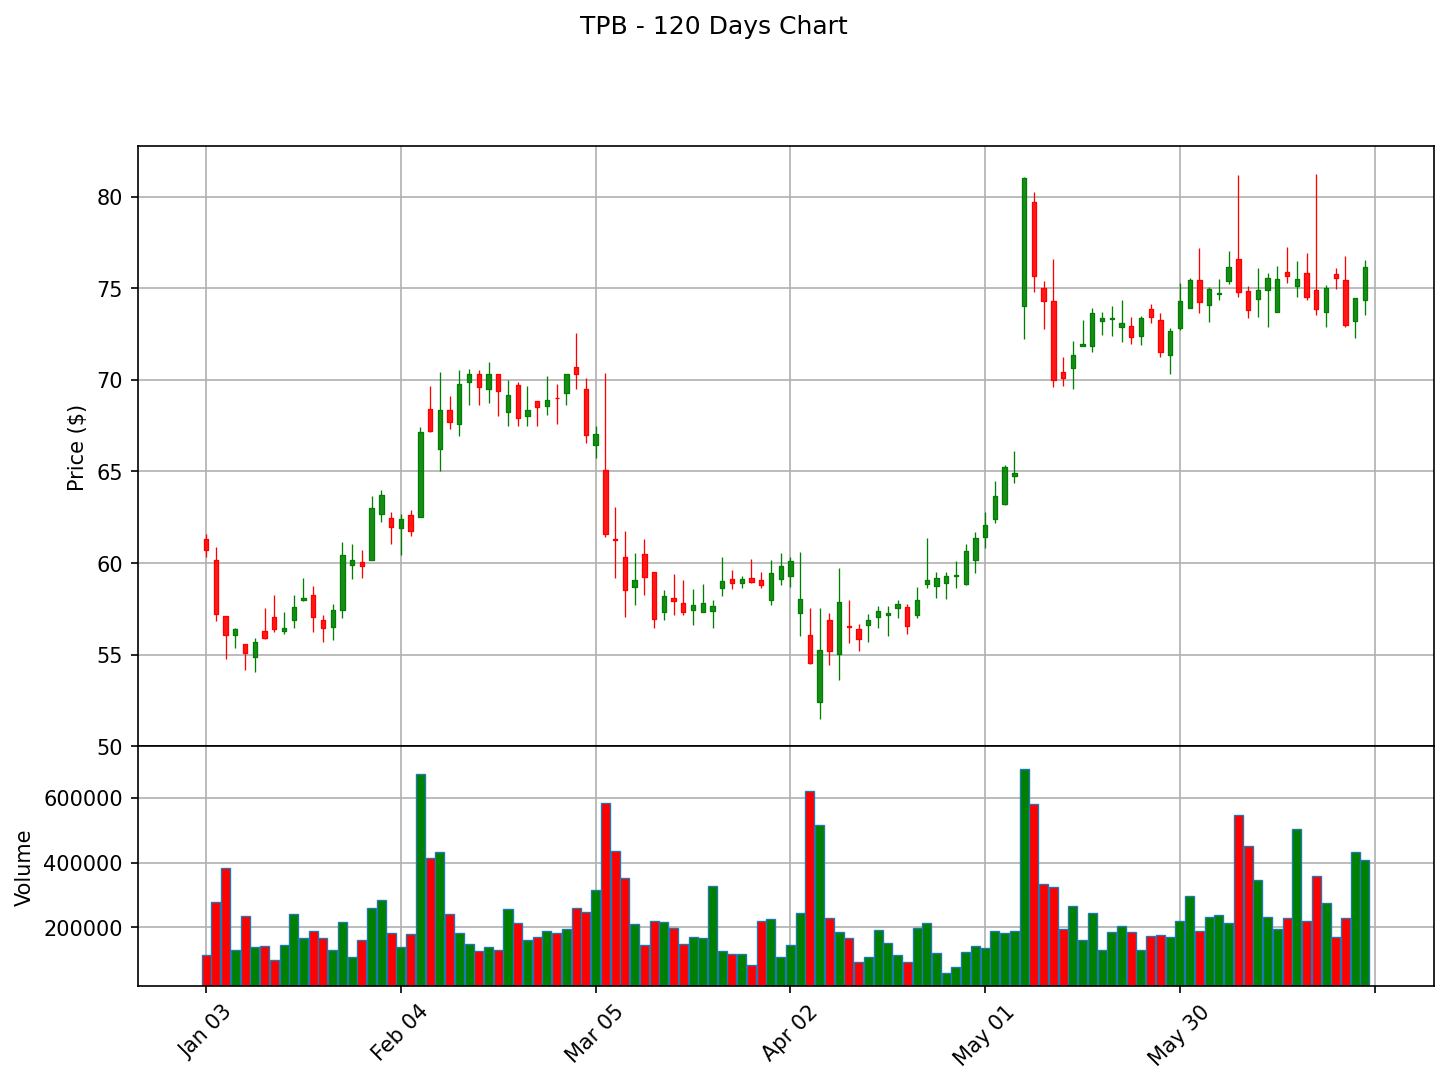 TPB - 120 Days Chart
Price ($)
80
75
70
65
60
55
50
Volume
600000
400000
200000
Jan 03
Feb 04
Mar 05
Apr 02
May 01
May 30